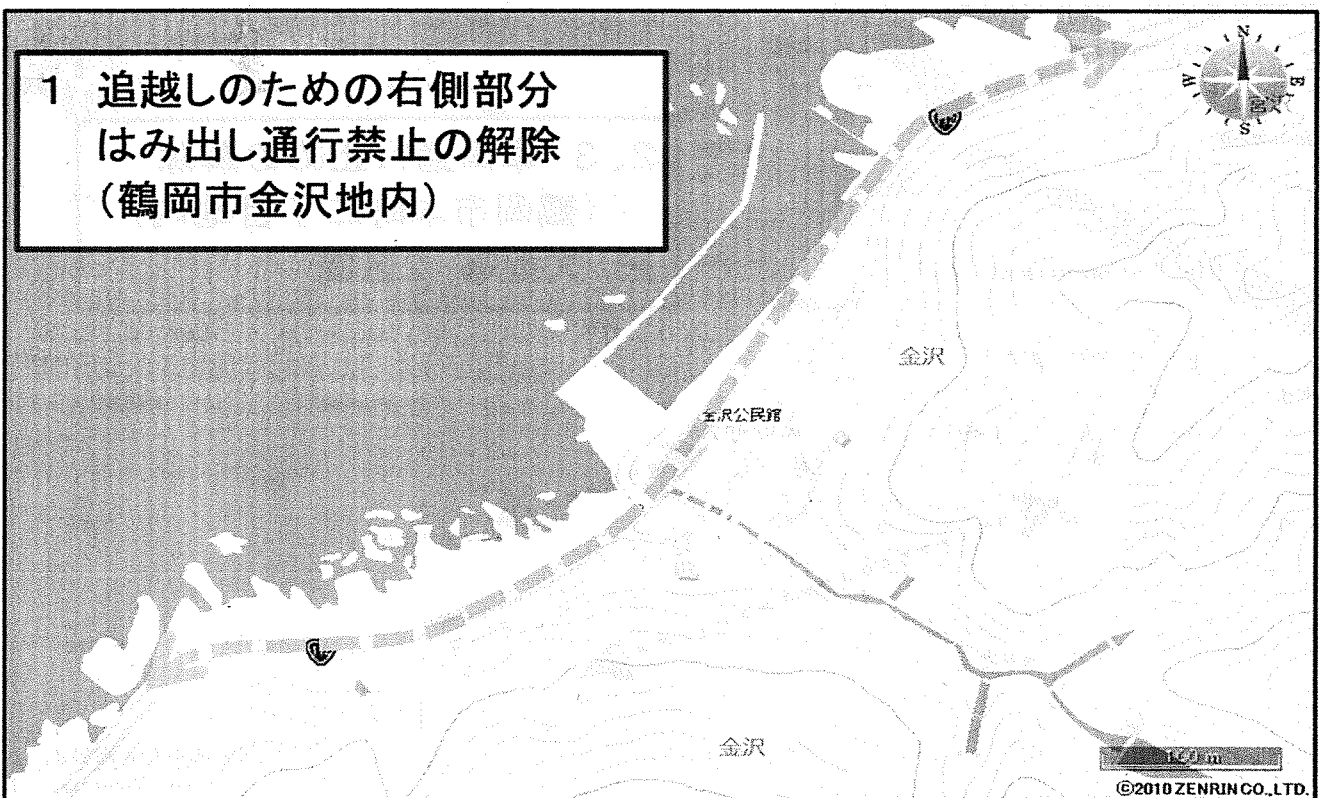 1 追越しのための右側部分
はみ出し通行禁止の解除
(鶴岡市金沢地内)
N
W
E
S
金沢
金沢公民館
金沢
©2010 ZENRIN CO.,LTD.